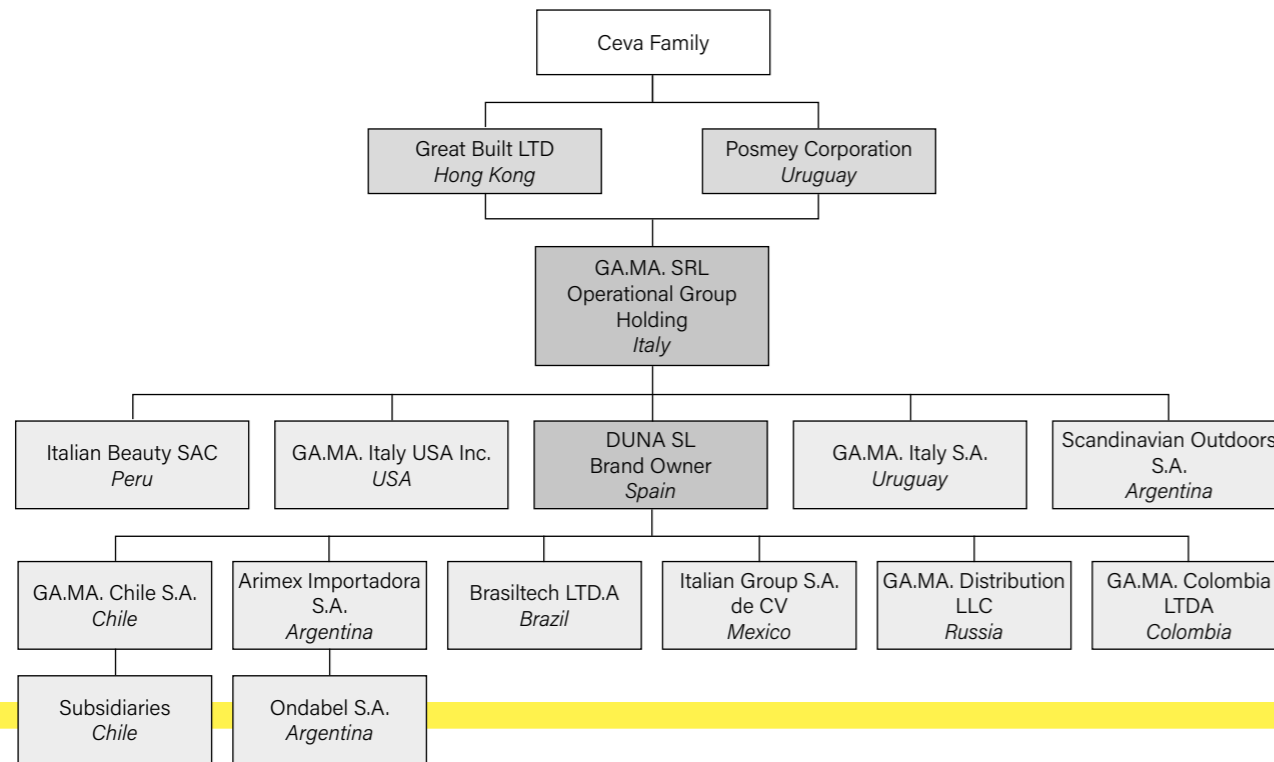 Ceva Family
Great Built LTD
Hong Kong
Posmey Corporation
Uruguay
GA.MA. SRL
Operational Group
Holding
Italy
Italian Beauty SAC
Peru
GA.MA. Italy USA Inc.
USA
DUNA SL
Brand Owner
Spain
GA.MA. Italy S.A.
Uruguay
Scandinavian Outdoors
S.A.
Argentina
GA.MA. Chile S.A.
Chile
Arimex Importadora
S.A.
Argentina
Brasiltech LTD.A
Brazil
Italian Group S.A.
de CV
Mexico
GA.MA. Distribution
LLC
Russia
GA.MA. Colombia
LTDA
Colombia
Subsidiaries
Chile
Ondabel S.A.
Argentina